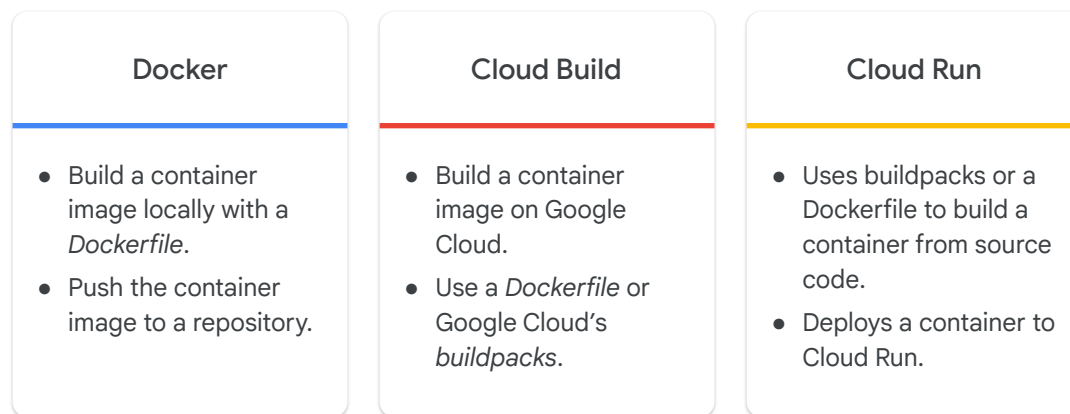 Docker
● Build a container
image locally with a
Dockerfile.
● Push the container
image to a repository.
Cloud Build
● Build a container
image on Google
Cloud.
● Use a Dockerfile or
Google Cloud’s
buildpacks.
Cloud Run
● Uses buildpacks or a
Dockerfile to build a
container from source
code.
● Deploys a container to
Cloud Run.